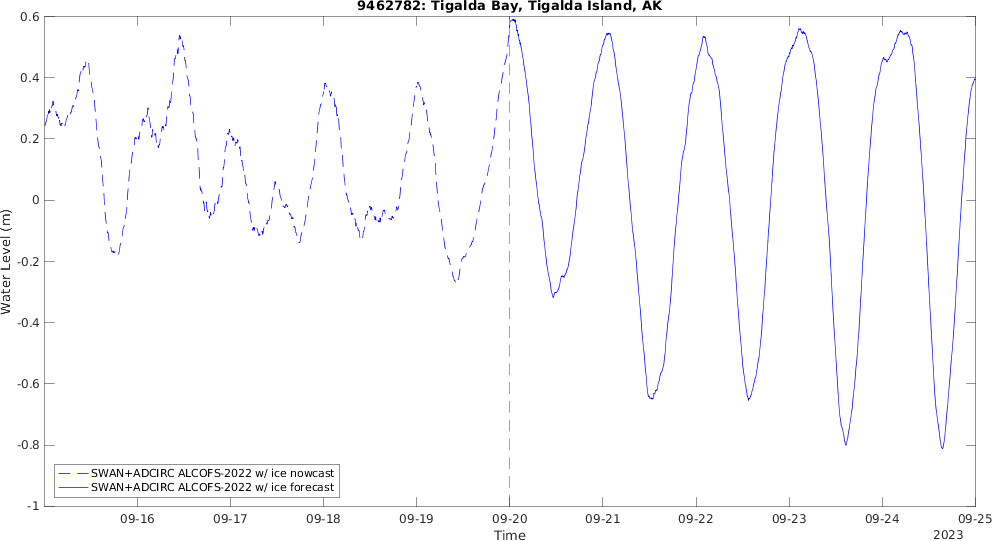 9462782: Tigalda Bay, Tigalda Island, AK
0.6
0.4
0.2
0
-0.2
-0.4
-0.6
-0.8
-1
Water Level (m)
SWAN+ADCIRC ALCOFS-2022 w/ ice nowcast
SWAN+ADCIRC ALCOFS-2022 w/ ice forecast
09-16 09-17 09-18 09-19 09-20 09-21 09-22 09-23 09-24 09-25
Time
2023